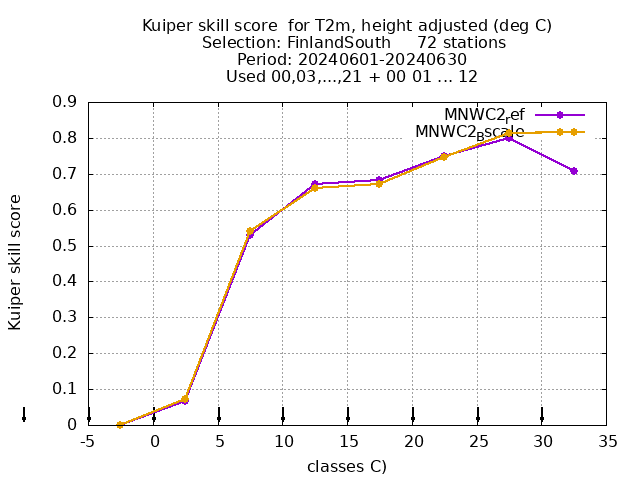 Kuiper skill score  for T2m, height adjusted (deg C)
Selection: FinlandSouth     72 stations
Period: 20240601-20240630
Used 00,03,...,21 + 00 01 ... 12
MNWC2ref
MNWC2Bscale
0.9
0.8
0.7
0.6
0.5
0.4
0.3
0.2
0.1
0
Kuiper skill score
-5 0 5 10 15 20 25 30 35
classes C)